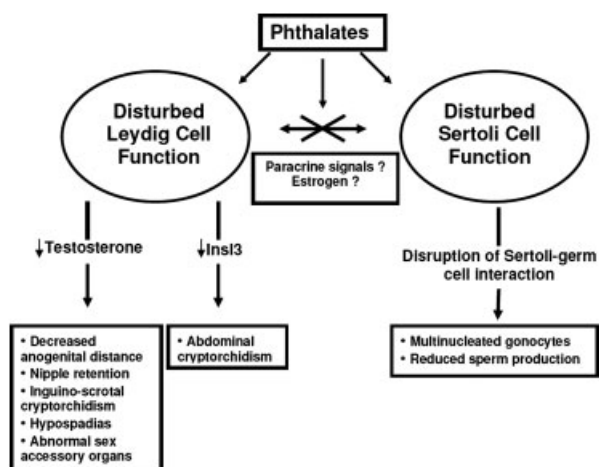 Phthalates
Disturbed
Leydig Cell
Function
Disturbed
Sertoli Cell
Function
Paracrine signals ?
Estrogen ?
↓Testosterone
↓Insl3
Disruption of Sertoli-germ
cell interaction
• Decreased
anogenital distance
• Nipple retention
• Inguino-scrotal
cryptorchidism
• Hypospadias
• Abnormal sex
accessory organs
• Abdominal
cryptorchidism
• Multinucleated gonocytes
• Reduced sperm production